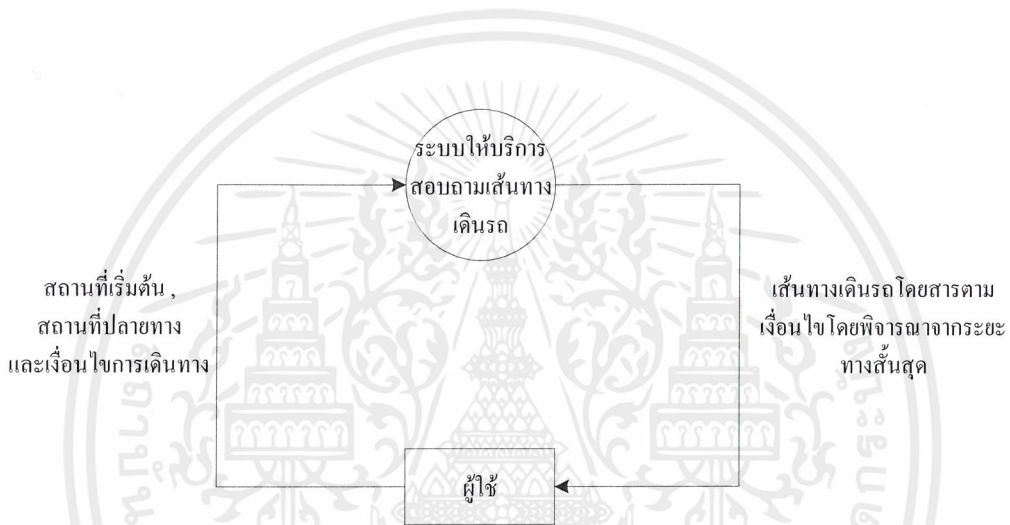 ระบบให้บริการ
สอบถามเส้นทาง
เดินรถ
สถานที่เริ่มต้น ,
สถานที่ปลายทาง
และเงื่อนไขการเดินทาง
เส้นทางเดินรถโดยสารตาม
เงื่อนไขโดยพิจารณาจากระยะ
ทางสั้นสุด
ผู้ใช้